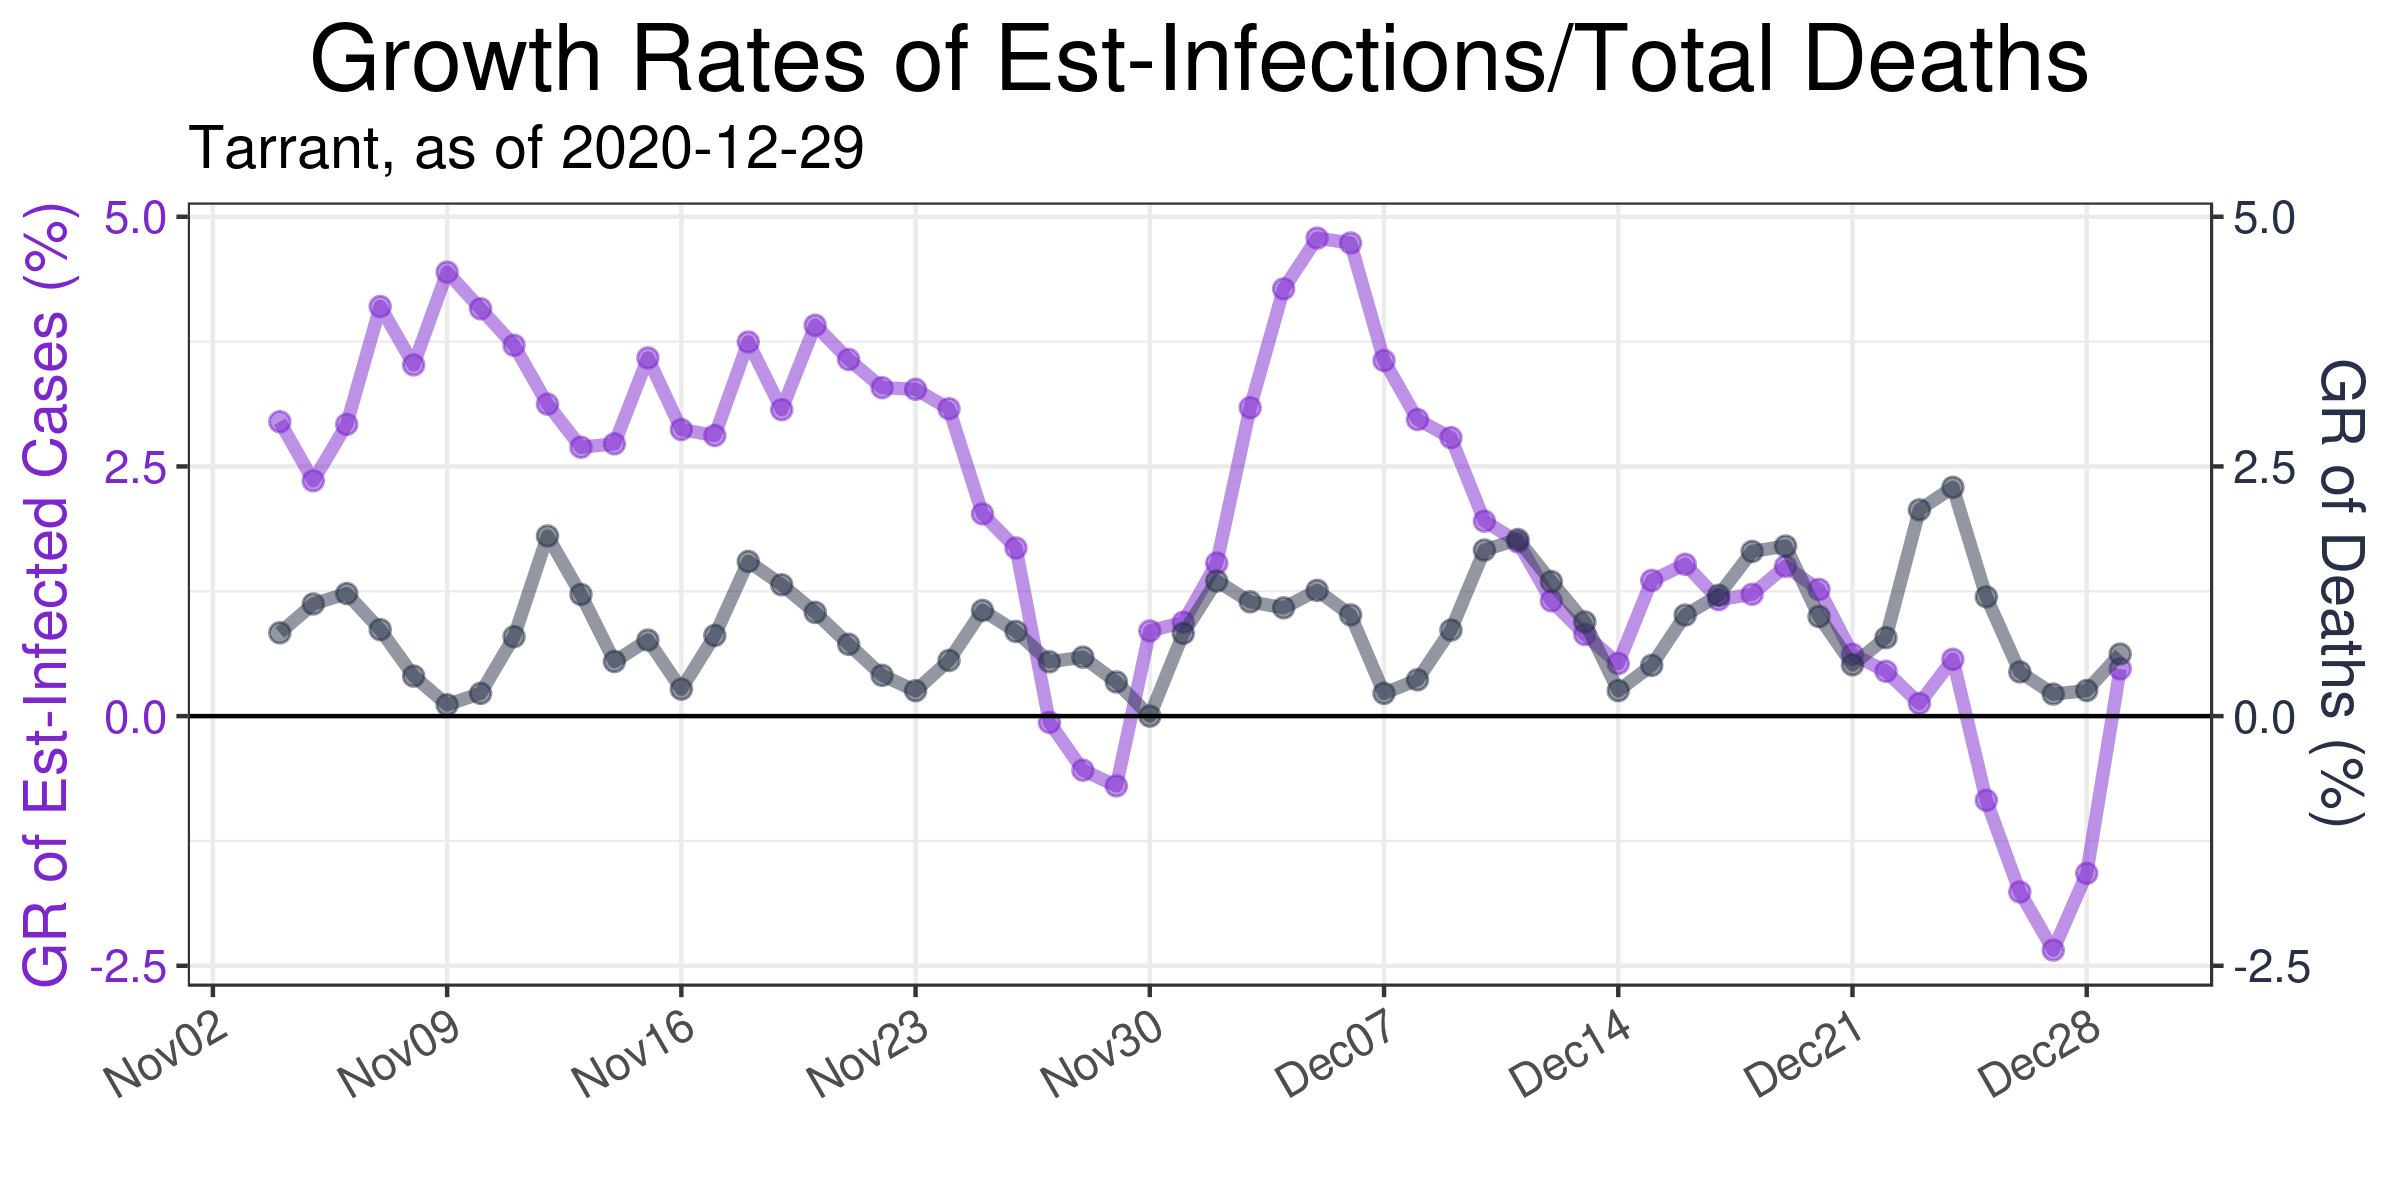 Growth Rates of Est-Infections/Total Deaths
Tarrant, as of 2020-12-29
GR of Est-Infected Cases (%)
5.0
2.5
0.0
-2.5
5.0
2.5
0.0
-2.5
GR of Deaths (%)
Nov02 Nov09 Nov16 Nov23 Nov30 Dec07 Dec14 Dec21 Dec28